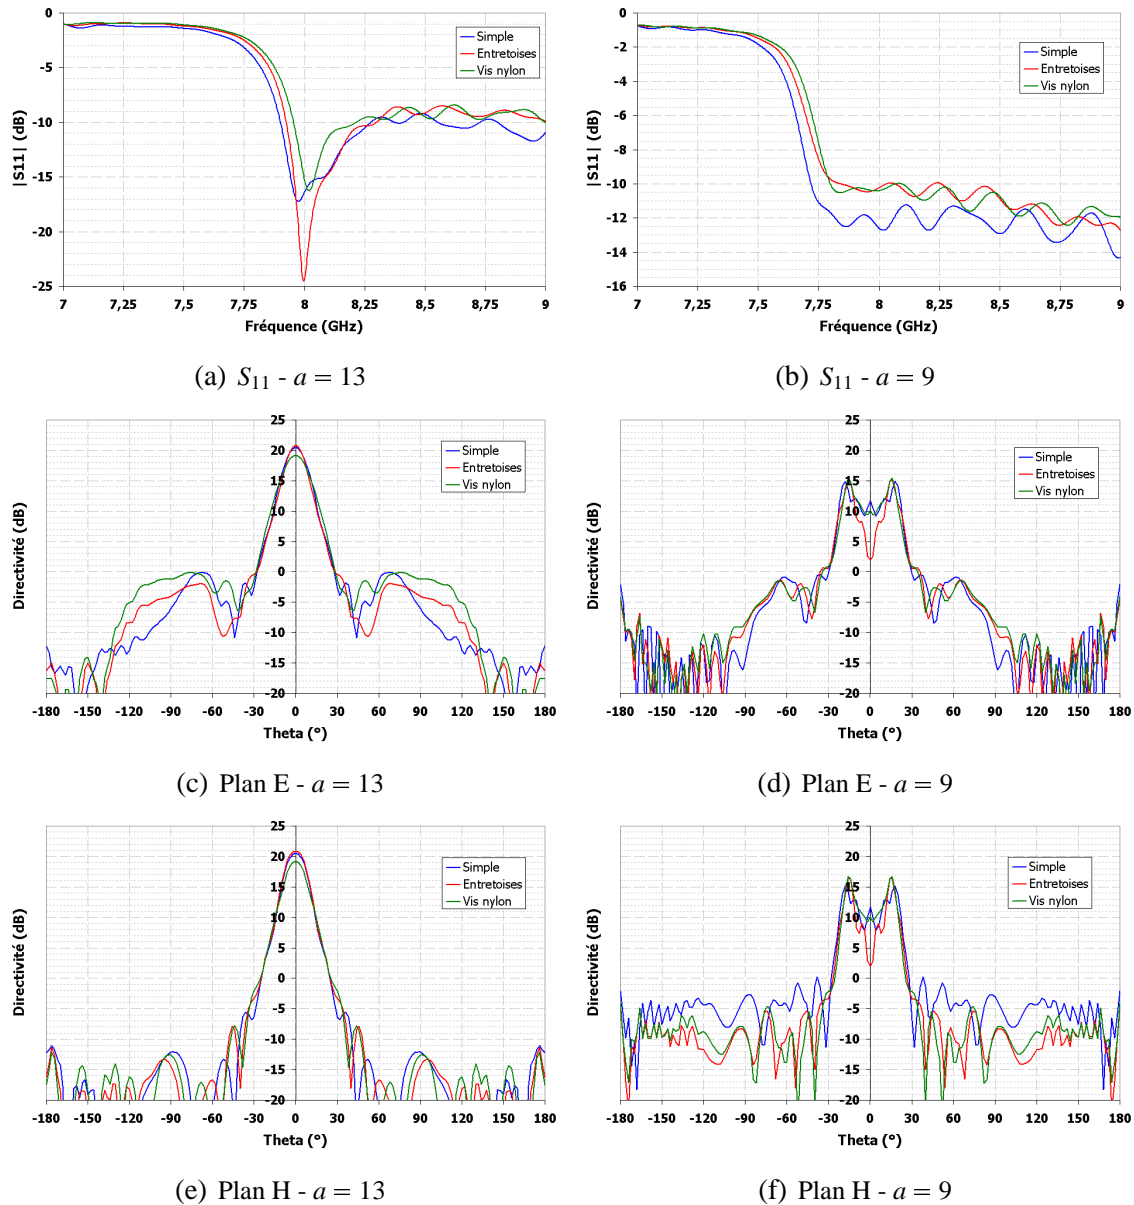 0
-5
-10
-15
-20
-25
|S11| (dB)
Simple
Entretoises
Vis nylon
7 7,25 7,5 7,75 8 8,25 8,5 8,75 9
Fréquence (GHz)
(a) S11 - a = 13
0
-2
-4
-6
-8
-10
-12
-14
-16
|S11| (dB)
Simple
Entretoises
Vis nylon
7 7,25 7,5 7,75 8 8,25 8,5 8,75 9
Fréquence (GHz)
(b) S11 - a = 9
25
20
15
10
5
0
-5
-10
-15
-20
Directivité (dB)
Simple
Entretoises
Vis nylon
-180 -150 -120 -90 -60 -30 0 30 60 90 120 150 180
Theta (°)
(c) Plan E - a = 13
25
20
15
10
5
0
-5
-10
-15
-20
Directivité (dB)
Simple
Entretoises
Vis nylon
-180 -150 -120 -90 -60 -30 0 30 60 90 120 150 180
Theta (°)
(d) Plan E - a = 9
25
20
15
10
5
0
-5
-10
-15
-20
Directivité (dB)
Simple
Entretoises
Vis nylon
-180 -150 -120 -90 -60 -30 0 30 60 90 120 150 180
Theta (°)
(e) Plan H - a = 13
25
20
15
10
5
0
-5
-10
-15
-20
Directivité (dB)
Simple
Entretoises
Vis nylon
-180 -150 -120 -90 -60 -30 0 30 60 90 120 150 180
Theta (°)
(f) Plan H - a = 9